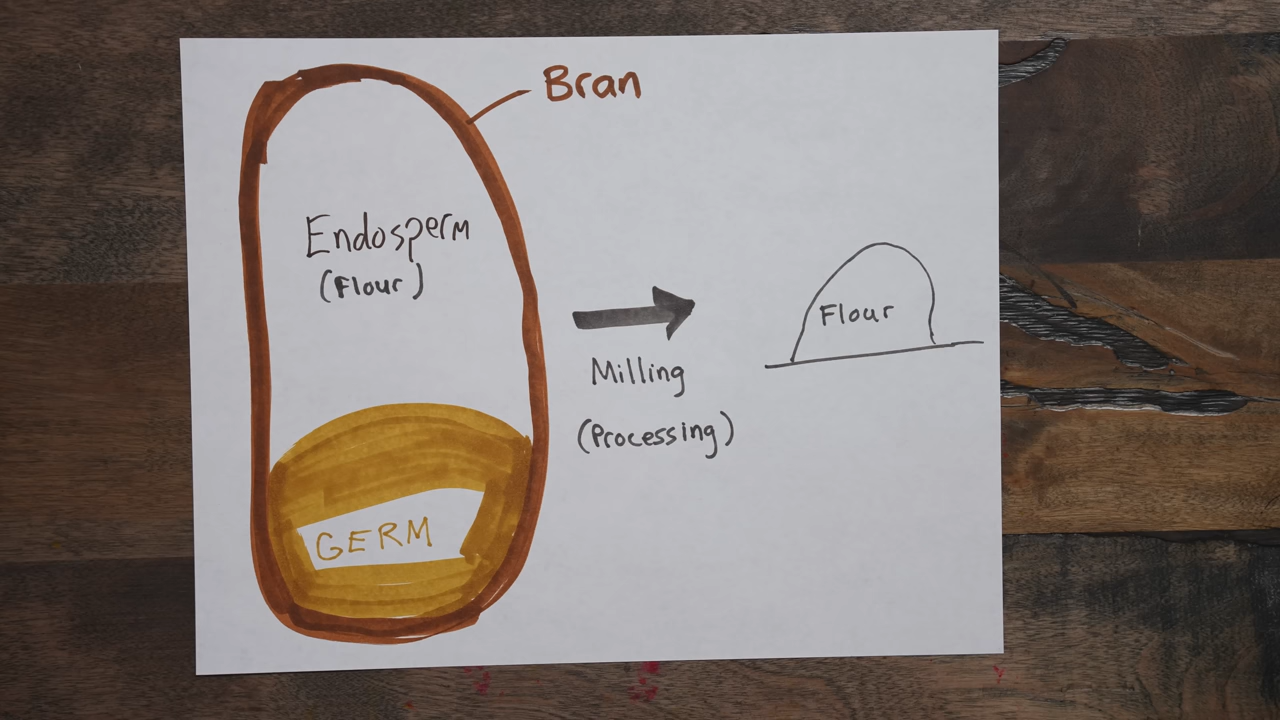 Bran
Endosperm
(Flour)
GERM
Milling
(Processing)
Flour